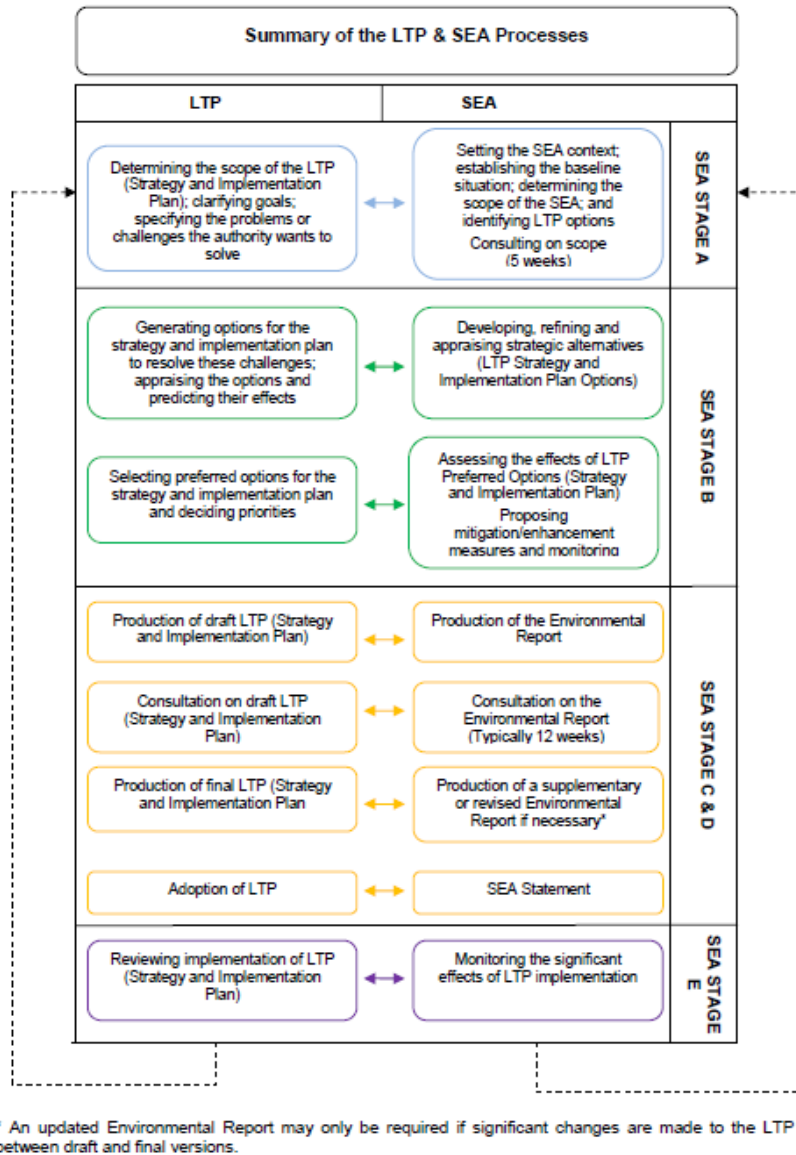 Summary of the LTP & SEA Processes
LTP
SEA
Determining the scope of the LTP
(Strategy and Implementation
Plan); clarifying goals;
specifying the problems or
challenges the authority wants to
solve
Setting the SEA context;
establishing the baseline
situation; determining the
scope of the SEA; and
identifying LTP options
Consulting on scope
(5 weeks)
SEA STAGE A
Generating options for the
strategy and implementation plan
to resolve these challenges;
appraising the options and
predicting their effects
Developing, refining and
appraising strategic alternatives
(LTP Strategy and
Implementation Plan Options)
Selecting preferred options for the
strategy and implementation plan
and deciding priorities
Assessing the effects of LTP
Preferred Options (Strategy
and Implementation Plan)
Proposing
mitigation/enhancement
measures and monitoring
SEA STAGE B
Production of draft LTP (Strategy
and Implementation Plan)
Production of the Environmental
Report
Consultation on draft LTP
(Strategy and Implementation
Plan)
Consultation on the
Environmental Report
(Typically 12 weeks)
Production of final LTP (Strategy
and Implementation Plan
Production of a supplementary
or revised Environmental
Report if necessary*
Adoption of LTP
SEA Statement
SEA STAGE C & D
Reviewing implementation of LTP
(Strategy and Implementation
Plan)
Monitoring the significant
effects of LTP implementation
SEA STAGE
E
* An updated Environmental Report may only be required if significant changes are made to the LTP
between draft and final versions.